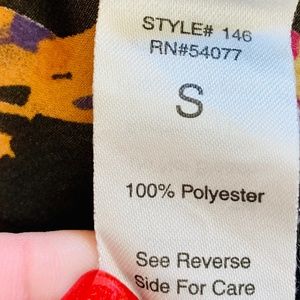 STYLE# 146
RN#54077
S
100% Polyester
See Reverse
Side For Care